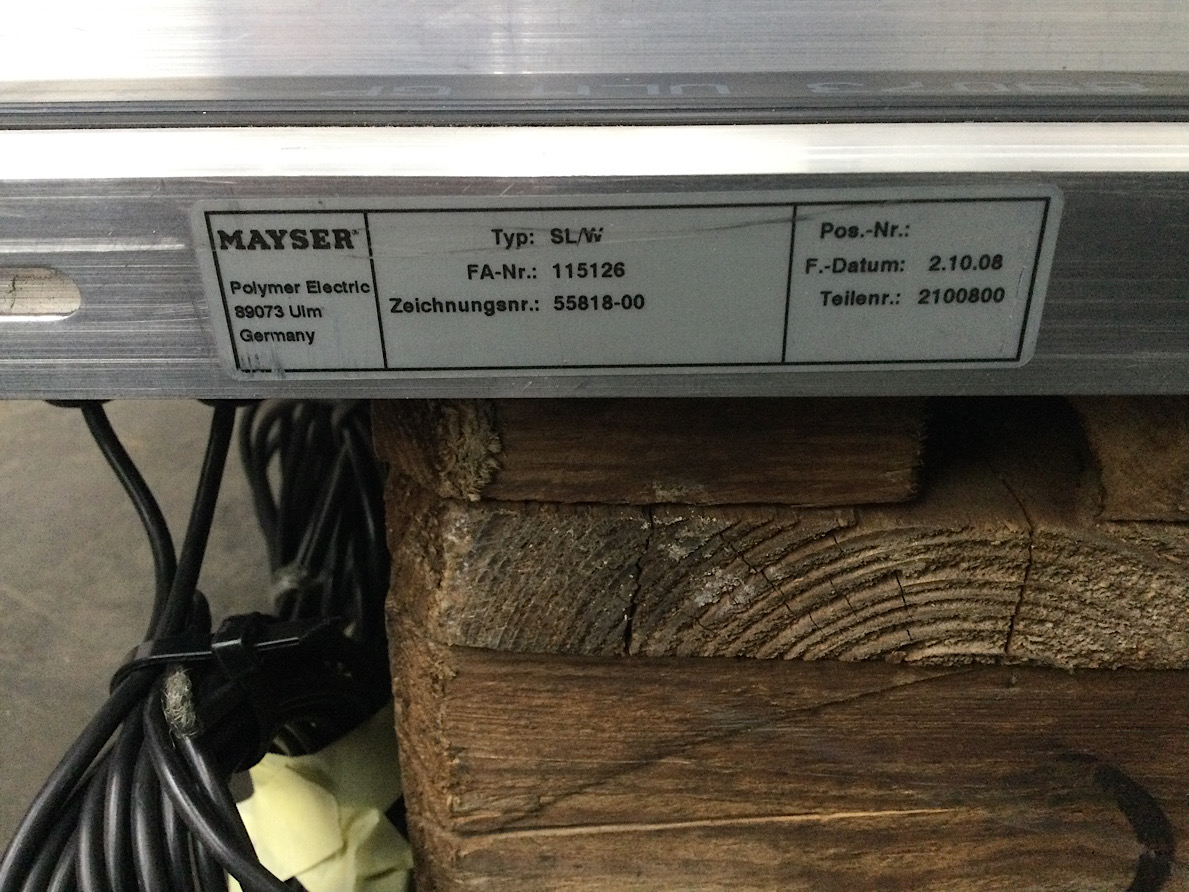 MAYSER®
Polymer Electric
89073 Ulm
Germany
Typ: SL/W
FA-Nr.: 115126
Zeichnungsnr.: 55818-00
Pos.-Nr.:
F.-Datum: 2.10.08
Teilenr.: 2100800